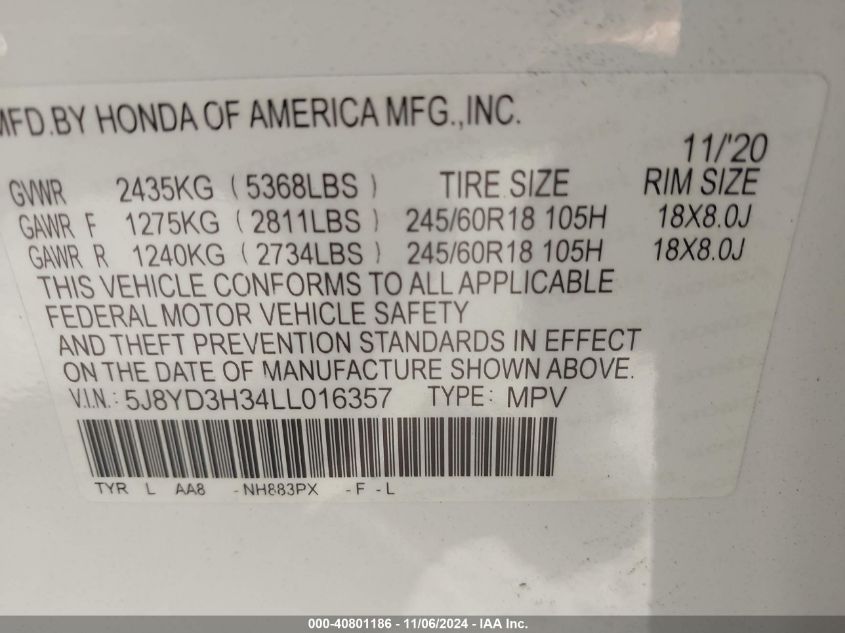 MFD.BY HONDA OF AMERICA MFG.,INC.
11/'20
GVWR 2435KG ( 5368LBS ) TIRE SIZE RIM SIZE
GAWR F 1275KG ( 2811LBS ) 245/60R18 105H 18X8.0J
GAWR R 1240KG ( 2734LBS ) 245/60R18 105H 18X8.0J
THIS VEHICLE CONFORMS TO ALL APPLICABLE
FEDERAL MOTOR VEHICLE SAFETY
AND THEFT PREVENTION STANDARDS IN EFFECT
ON THE DATE OF MANUFACTURE SHOWN ABOVE.
V.I.N.: 5J8YD3H34LL016357 TYPE: MPV
TYR L AA8 -NH883PX -F -L
000-40801186 - 11/06/2024 - IAA Inc.